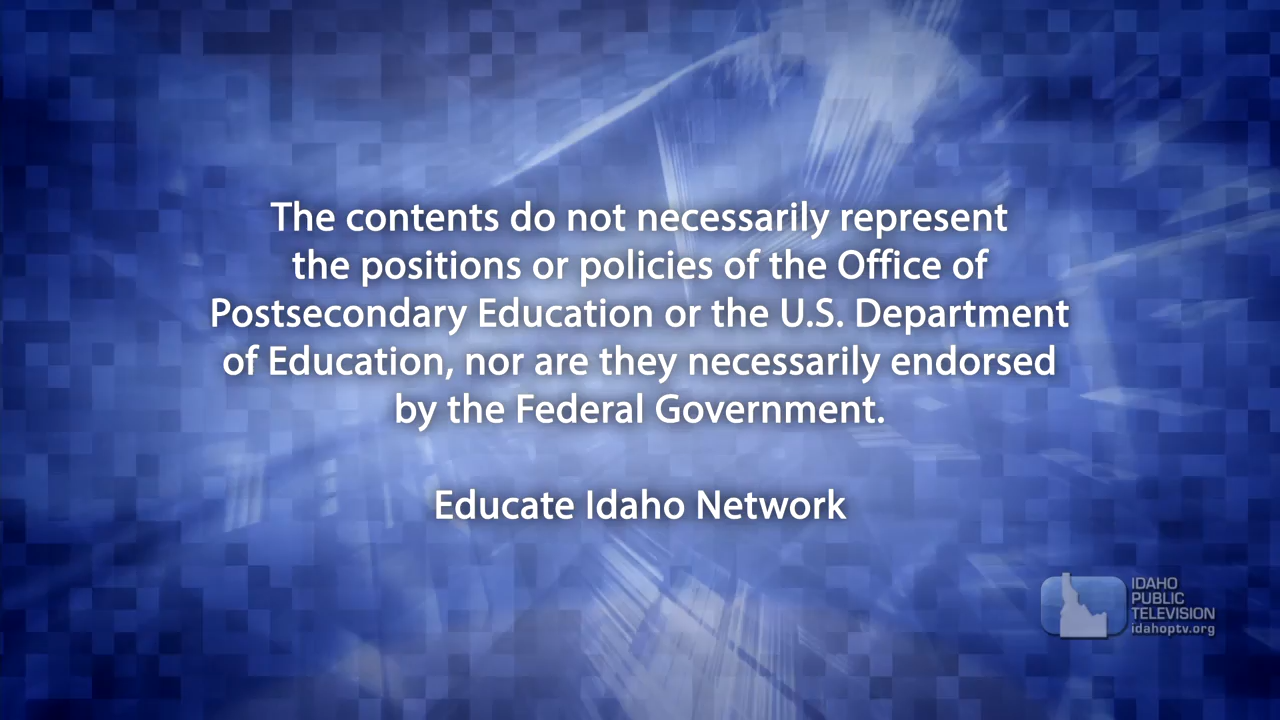 The contents do not necessarily represent
the positions or policies of the Office of
Postsecondary Education or the U.S. Department
of Education, nor are they necessarily endorsed
by the Federal Government.
Educate Idaho Network
IDAHO
PUBLIC
TELEVISION
idahoptv.org